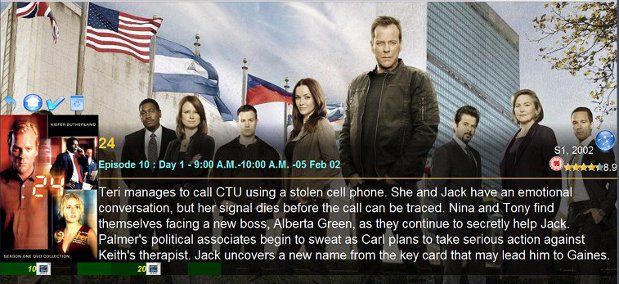 KIEFER SUTHERLAND
24
SEASON ONE DVD COLLECTION
24
Episode 10 : Day 1 - 9:00 A.M.-10:00 A.M. -05 Feb 02
S1, 2002
15
8.9
Teri manages to call CTU using a stolen cell phone. She and Jack have an emotional
conversation, but her signal dies before the call can be traced. Nina and Tony find
themselves facing a new boss, Alberta Green, as they continue to secretly help Jack.
Palmer's political associates begin to sweat as Carl plans to take serious action against
Keith's therapist. Jack uncovers a new name from the key card that may lead him to Gaines.
10
20